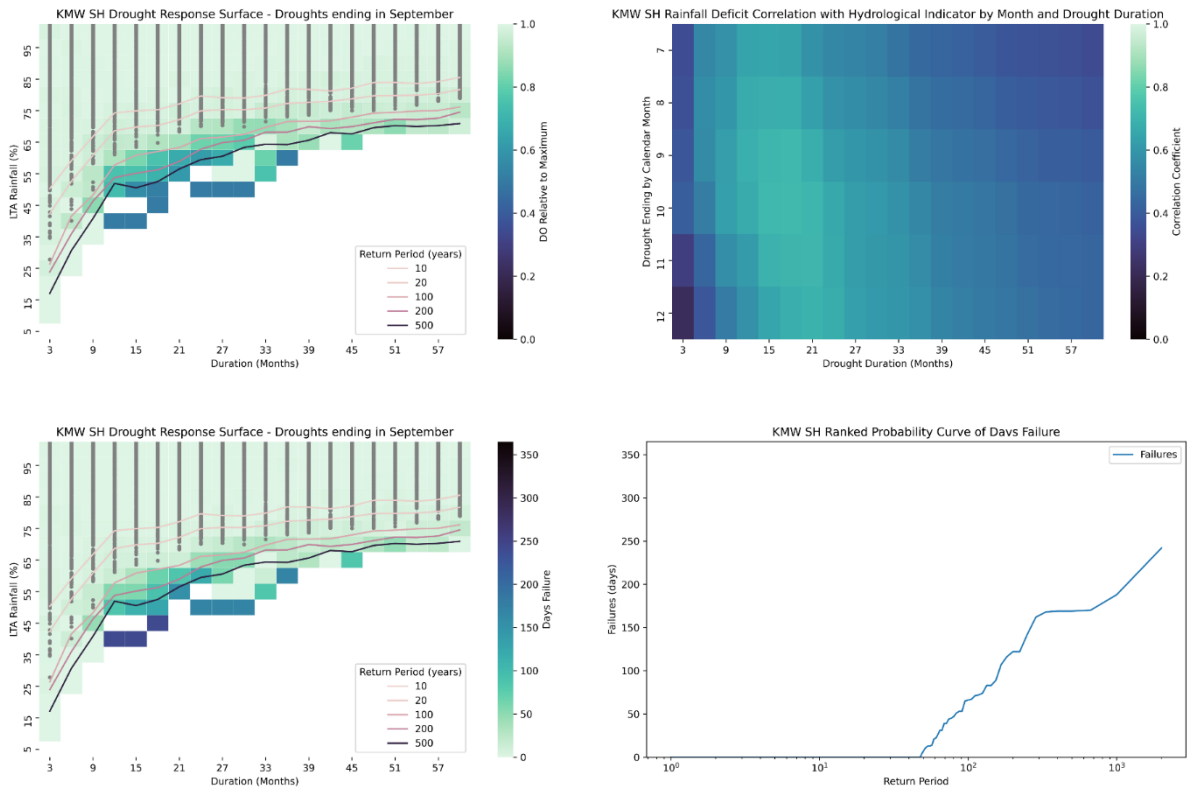 KMW SH Drought Response Surface - Droughts ending in September
LTA Rainfall (%)
95
85
75
65
55
45
35
25
15
5
3 9 15 21 27 33 39 45 51 57
Duration (Months)
Return Period (years)
10
20
100
200
500
1.0
0.8
0.6
0.4
0.2
0.0
DO Relative to Maximum
KMW SH Rainfall Deficit Correlation with Hydrological Indicator by Month and Drought Duration
Drought Ending by Calendar Month
7
8
9
10
11
12
3 9 15 21 27 33 39 45 51 57
Drought Duration (Months)
1.0
0.8
0.6
0.4
0.2
0.0
Correlation Coefficient
KMW SH Drought Response Surface - Droughts ending in September
LTA Rainfall (%)
95
85
75
65
55
45
35
25
15
5
3 9 15 21 27 33 39 45 51 57
Duration (Months)
Return Period (years)
10
20
100
200
500
350
300
250
200
150
100
50
0
Days Failure
KMW SH Ranked Probability Curve of Days Failure
Failures
Failures (days)
350
300
250
200
150
100
50
0
10⁰ 10¹ 10² 10³
Return Period